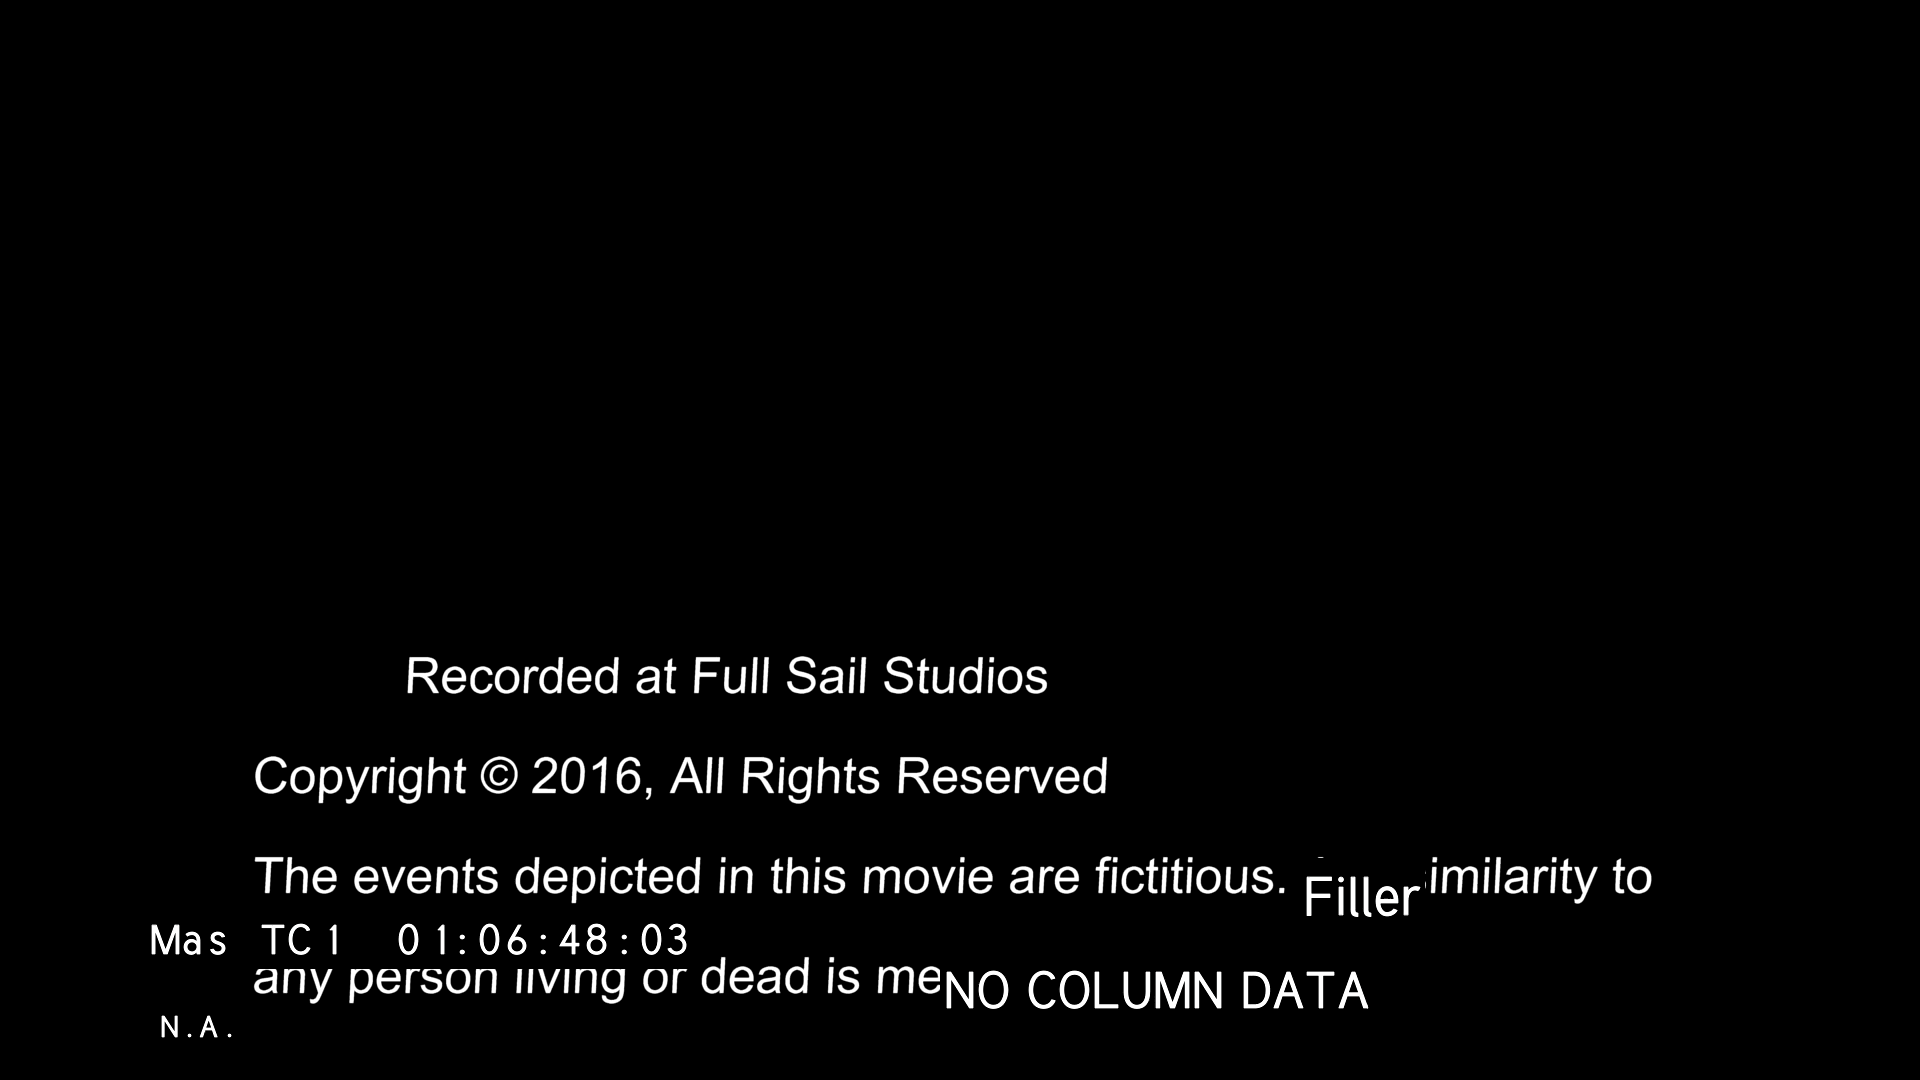 Recorded at Full Sail Studios
Copyright © 2016, All Rights Reserved
The events depicted in this movie are fictitious. Filler imilarity to
Mas TC1 01:06:48:03
any person living or dead is me NO COLUMN DATA
N.A.